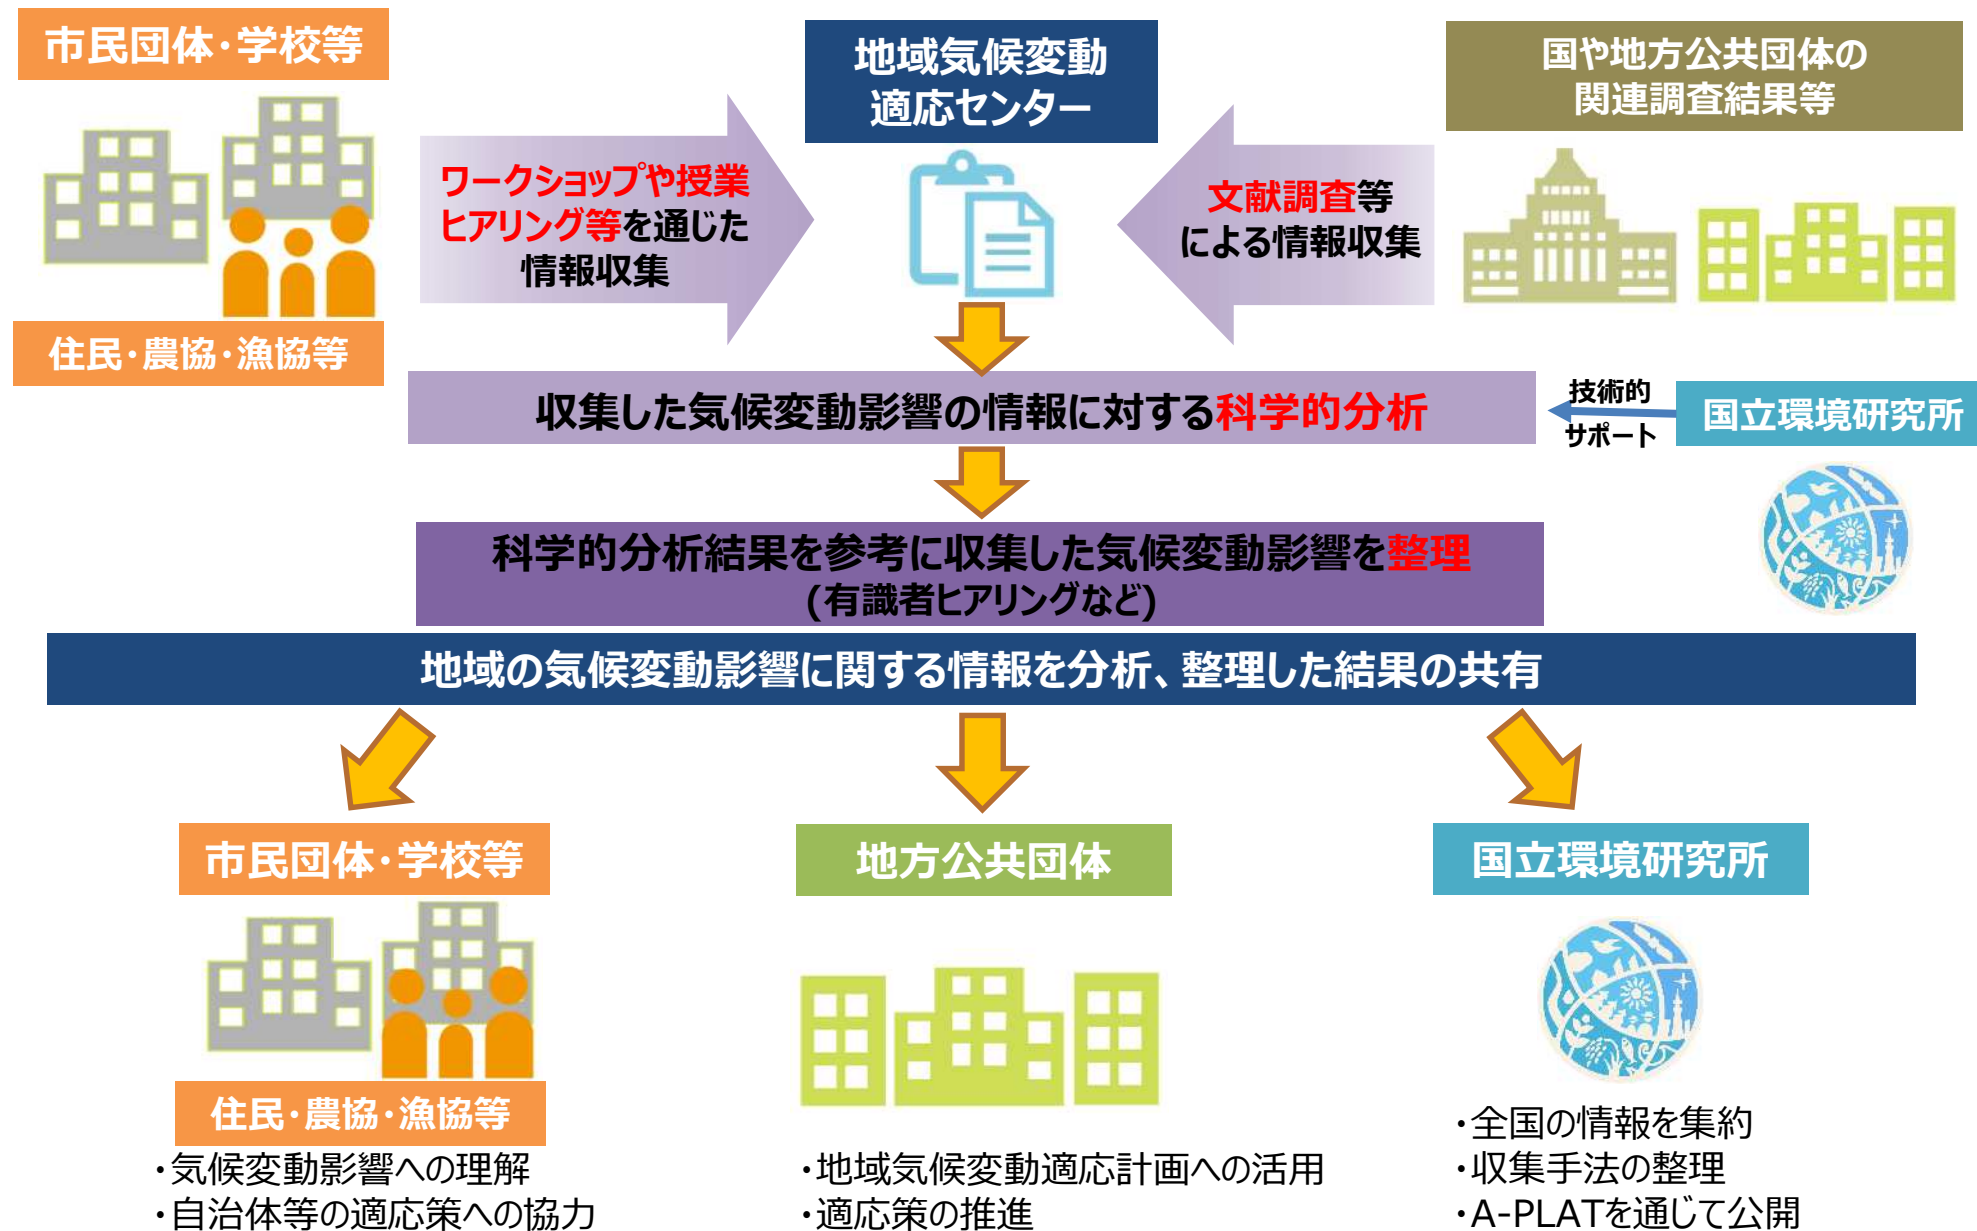 市民団体・学校等
地域気候変動
適応センター
国や地方公共団体の
関連調査結果等
ワークショップや授業
ヒアリング等を通じた
情報収集
文献調査等
による情報収集
住民・農協・漁協等
収集した気候変動影響の情報に対する科学的分析
技術的
サポート
国立環境研究所
科学的分析結果を参考に収集した気候変動影響を整理
(有識者ヒアリングなど)
地域の気候変動影響に関する情報を分析、整理した結果の共有
市民団体・学校等
住民・農協・漁協等
・気候変動影響への理解
・自治体等の適応策への協力
地方公共団体
・地域気候変動適応計画への活用
・適応策の推進
国立環境研究所
・全国の情報を集約
・収集手法の整理
・A-PLATを通じて公開